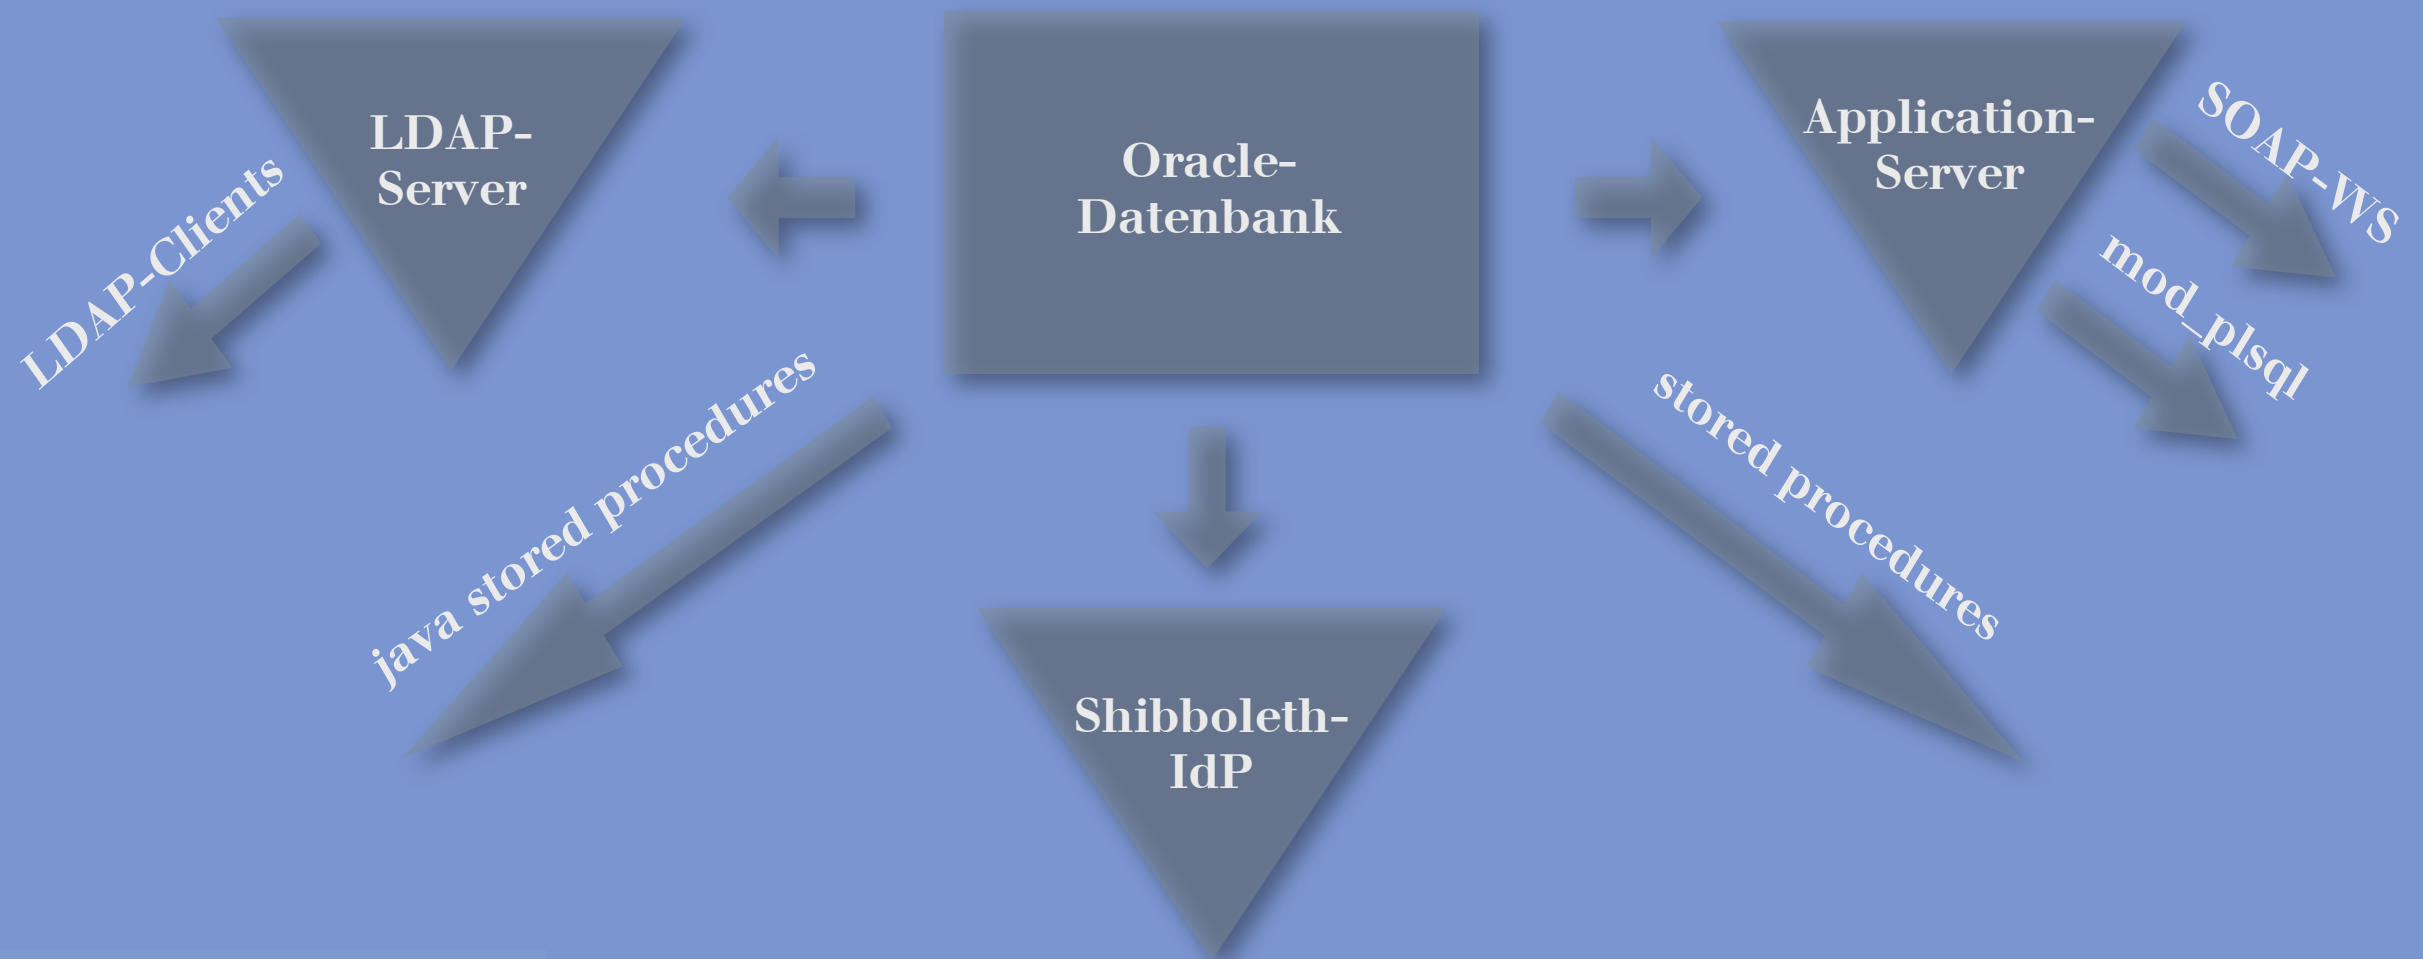 LDAP-
Server
Oracle-
Datenbank
Application-
Server
SOAP-WS
mod_plsql
LDAP-Clients
java stored procedures
stored procedures
Shibboleth-
IdP